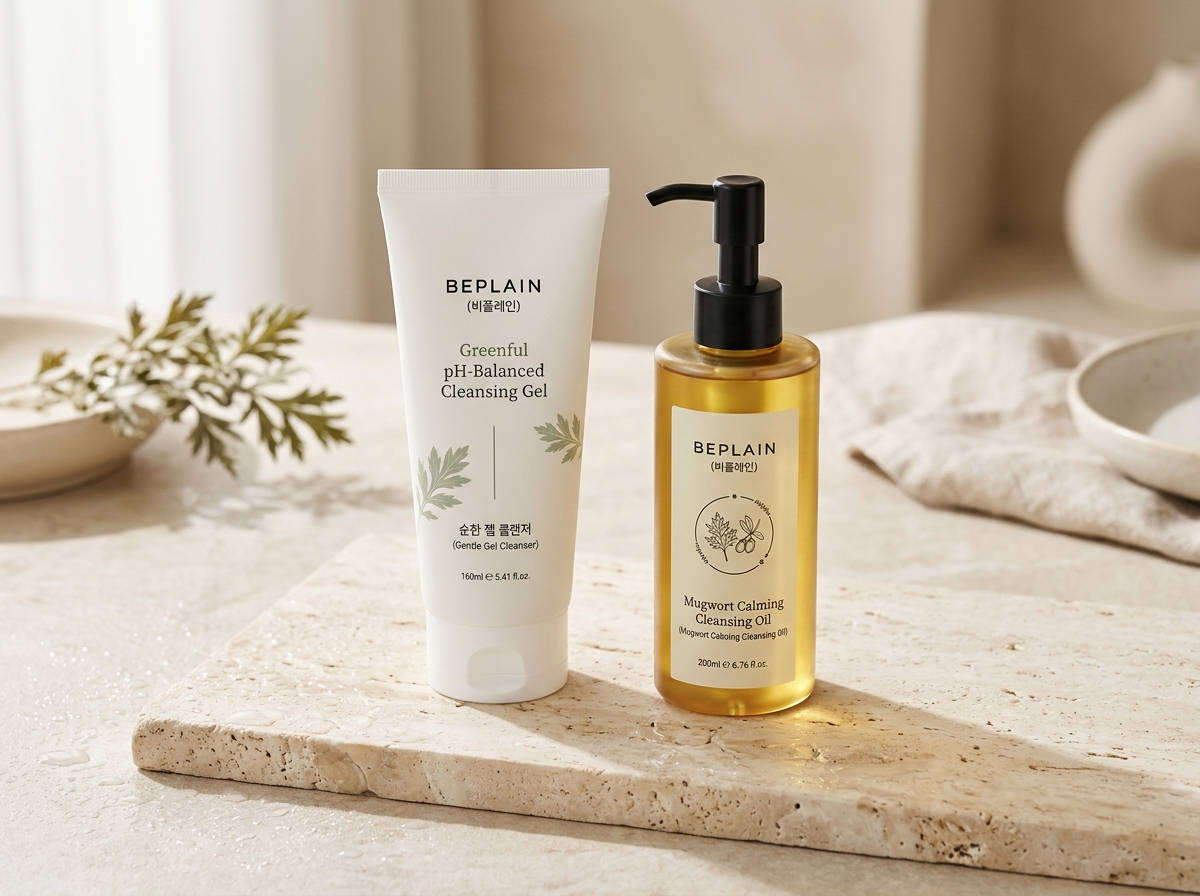 BEPLAIN
(비플레인)
Greenful
pH-Balanced
Cleansing Gel
순한 젤 클랜저
(Gentle Gel Cleanser)
160ml ℮ 5.41 fl.oz.
BEPLAIN
(비플레인)
Mugwort Calming
Cleansing Oil
(Mogwort Caboing Cleansing Oil)
200ml ℮ 6.76 fl.oz.